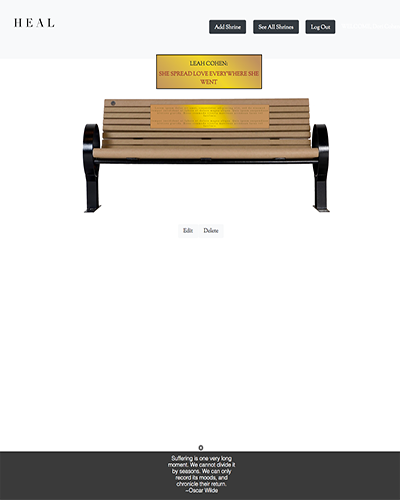 HEAL
Add Shrine
See All Shrines
Log Out
LEAH COHEN:
SHE SPREAD LOVE EVERYWHERE SHE
WENT
Edit
Delete
Suffering is one very long
moment. We cannot divide it
by seasons. We can only
record its moods, and
chronicle their return.
~Oscar Wilde